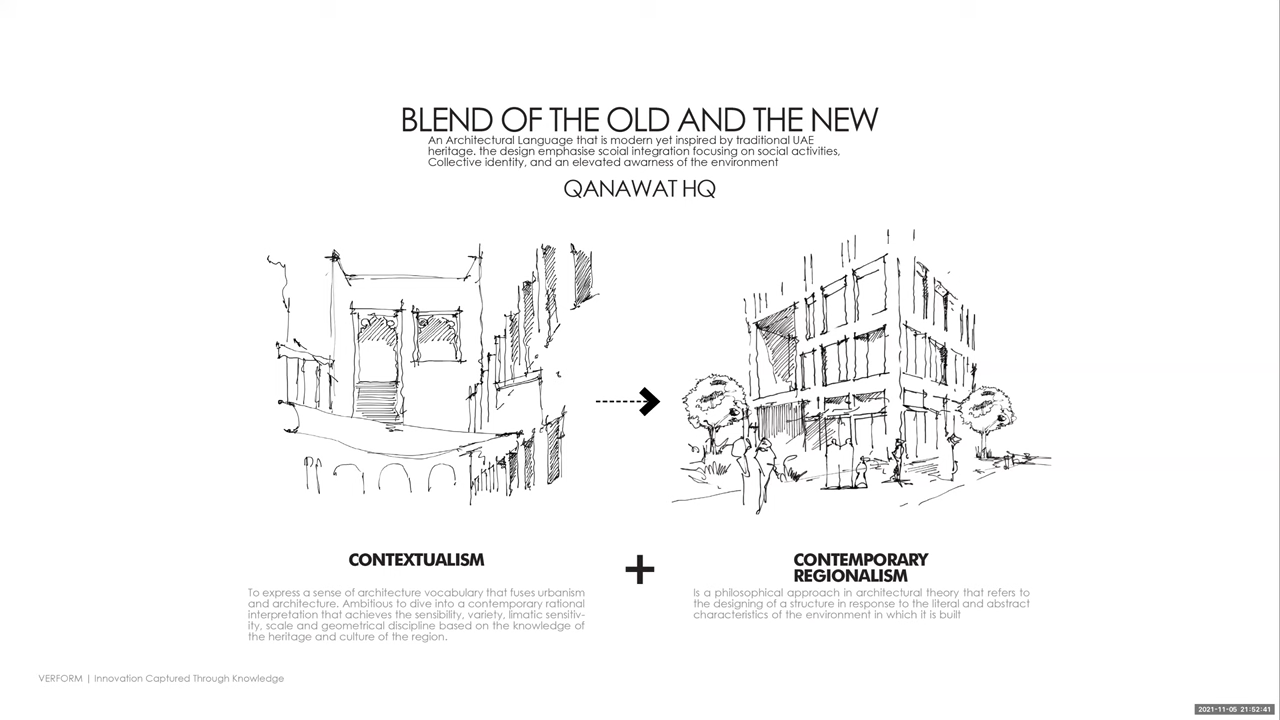 BLEND OF THE OLD AND THE NEW
An Architectural Language that is modern yet inspired by traditional UAE
heritage. the design emphasise scoial integration focusing on social activities,
Collective identity, and an elevated awarness of the environment
QANAWAT HQ
CONTEXTUALISM
To express a sense of architecture vocabulary that fuses urbanism
and architecture. Ambitious to dive into a contemporary rational
interpretation that achieves the sensibility, variety, limatic sensitiv-
ity, scale and geometrical discipline based on the knowledge of
the heritage and culture of the region.
+
CONTEMPORARY
REGIONALISM
Is a philosophical approach in architectural theory that refers to
the designing of a structure in response to the literal and abstract
characteristics of the environment in which it is built
VERFORM | Innovation Captured Through Knowledge
2021-11-05 21:52:41